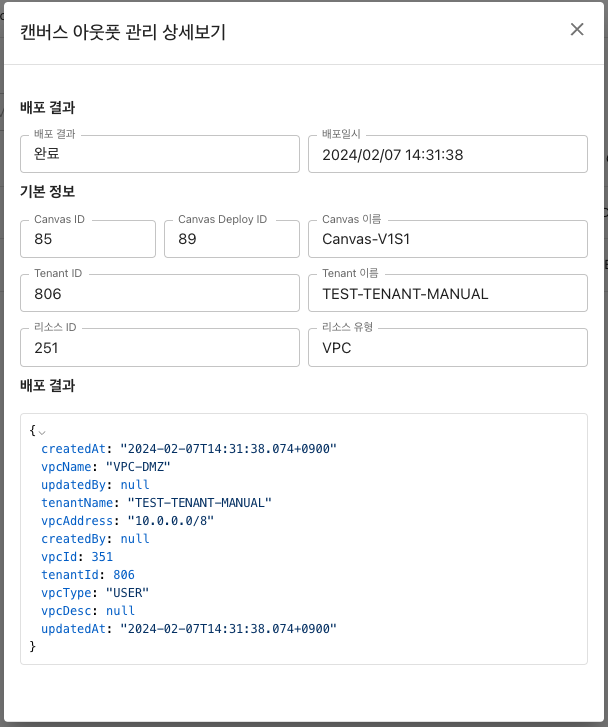 캔버스 아웃풋 관리 상세보기
배포 결과
배포 결과
완료
배포일시
2024/02/07 14:31:38
기본 정보
Canvas ID
85
Canvas Deploy ID
89
Canvas 이름
Canvas-V1S1
Tenant ID
806
Tenant 이름
TEST-TENANT-MANUAL
리소스 ID
251
리소스 유형
VPC
배포 결과
{
createdAt: "2024-02-07T14:31:38.074+0900"
vpcName: "VPC-DMZ"
updatedBy: null
tenantName: "TEST-TENANT-MANUAL"
vpcAddress: "10.0.0.0/8"
createdBy: null
vpcId: 351
tenantId: 806
vpcType: "USER"
vpcDesc: null
updatedAt: "2024-02-07T14:31:38.074+0900"
}